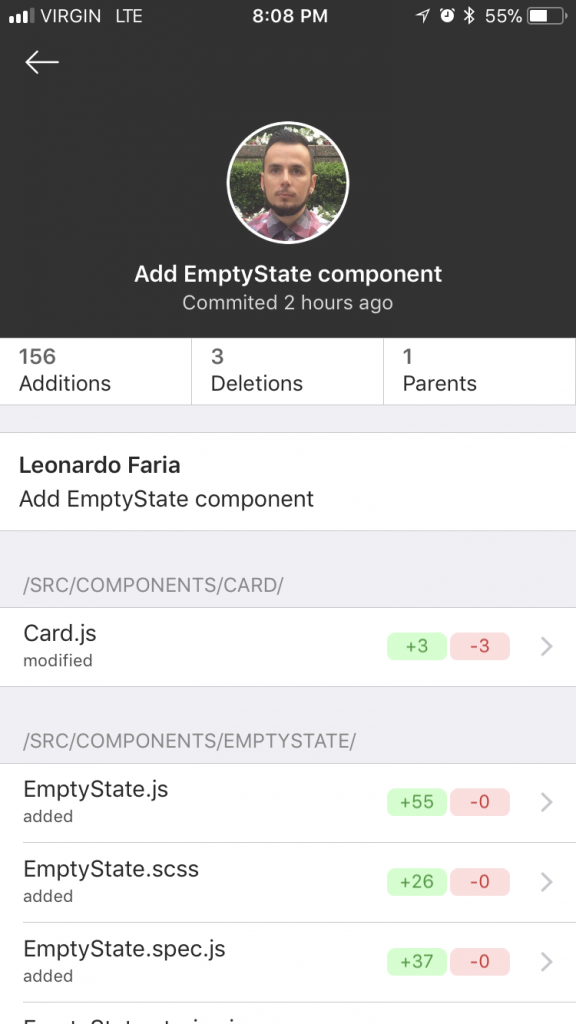 VIRGIN LTE 8:08 PM 55%
Add EmptyState component
Commited 2 hours ago
156 3 1
Additions Deletions Parents
Leonardo Faria
Add EmptyState component
/SRC/COMPONENTS/CARD/
Card.js +3 -3
modified
/SRC/COMPONENTS/EMPTYSTATE/
EmptyState.js +55 -0
added
EmptyState.scss +26 -0
added
EmptyState.spec.js +37 -0
added